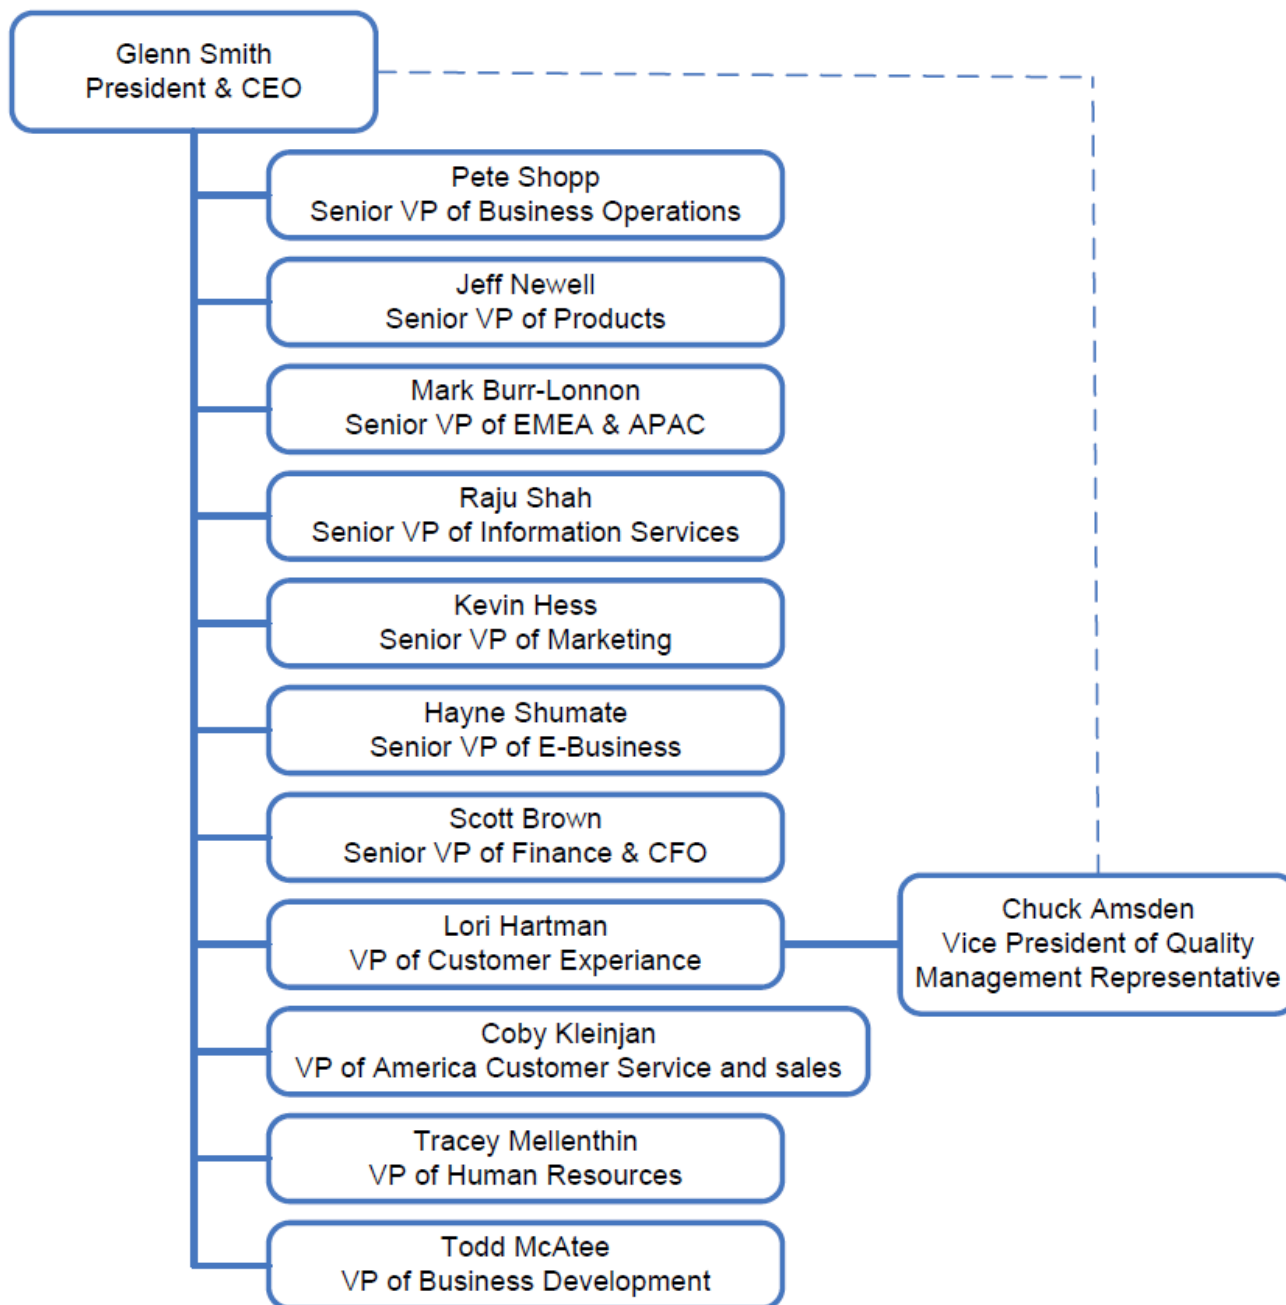 Glenn Smith
President & CEO
Pete Shopp
Senior VP of Business Operations
Jeff Newell
Senior VP of Products
Mark Burr-Lonnon
Senior VP of EMEA & APAC
Raju Shah
Senior VP of Information Services
Kevin Hess
Senior VP of Marketing
Hayne Shumate
Senior VP of E-Business
Scott Brown
Senior VP of Finance & CFO
Lori Hartman
VP of Customer Experiance
Chuck Amsden
Vice President of Quality
Management Representative
Coby Kleinjan
VP of America Customer Service and sales
Tracey Mellenthin
VP of Human Resources
Todd McAtee
VP of Business Development